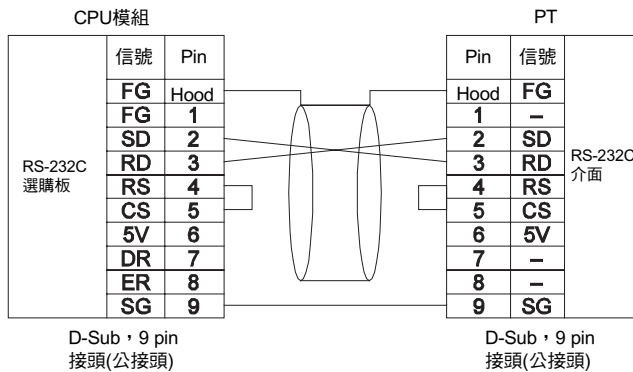 CPU模組 PT
信號 Pin Pin 信號
FG Hood Hood FG
FG 1 1 –
SD 2 2 SD
RD 3 3 RD
RS-232C 選購板
RS-232C 介面
RS 4 4 RS
CS 5 5 CS
5V 6 6 5V
DR 7 7 –
ER 8 8 –
SG 9 9 SG
D-Sub，9 pin D-Sub，9 pin
接頭(公接頭) 接頭(公接頭)